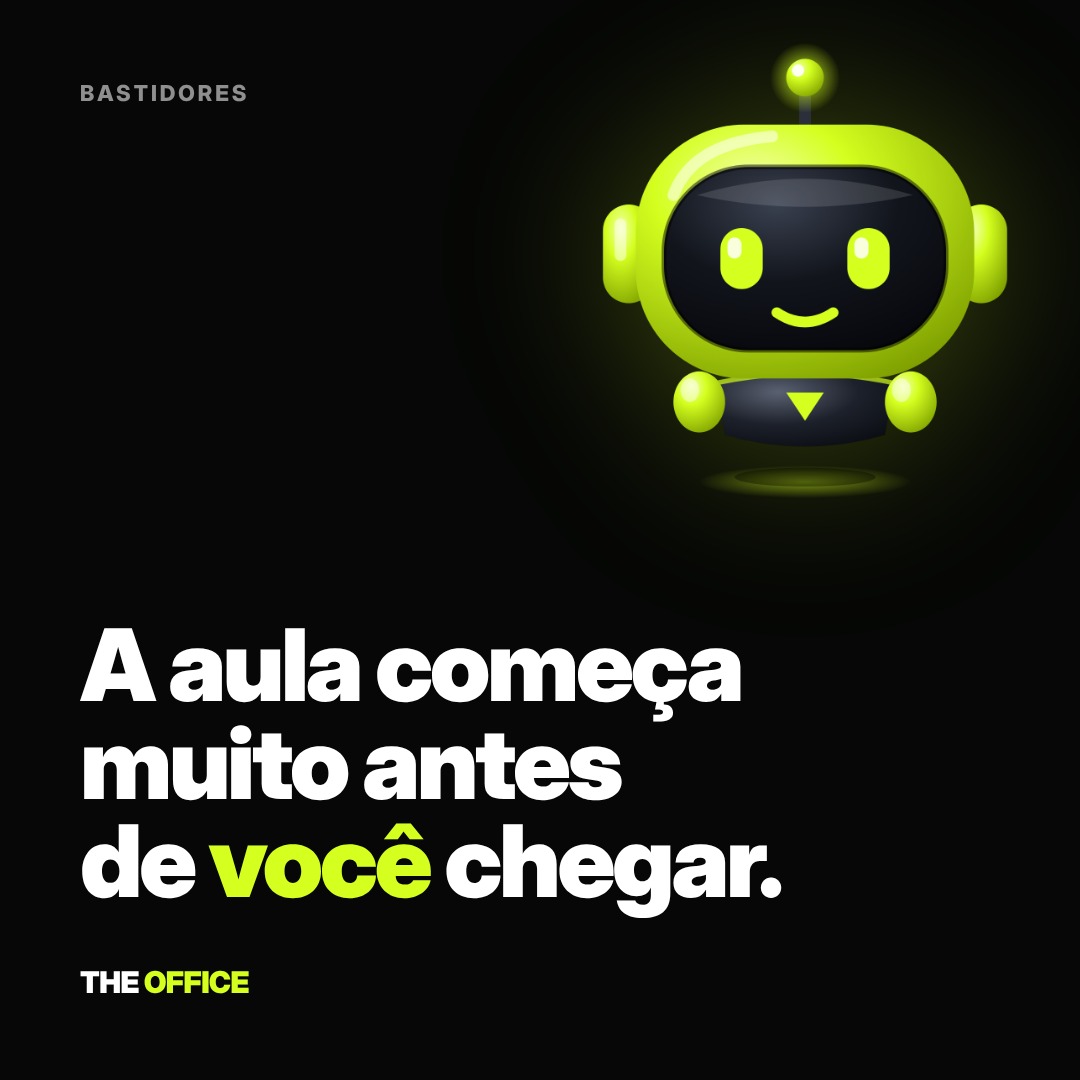 BASTIDORES
A aula começa
muito antes
de você chegar.
THE OFFICE